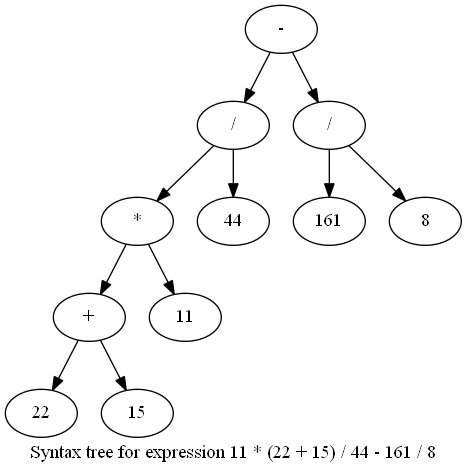 -
/ /
* 44 161 8
+ 11
22 15
Syntax tree for expression 11 * (22 + 15) / 44 - 161 / 8